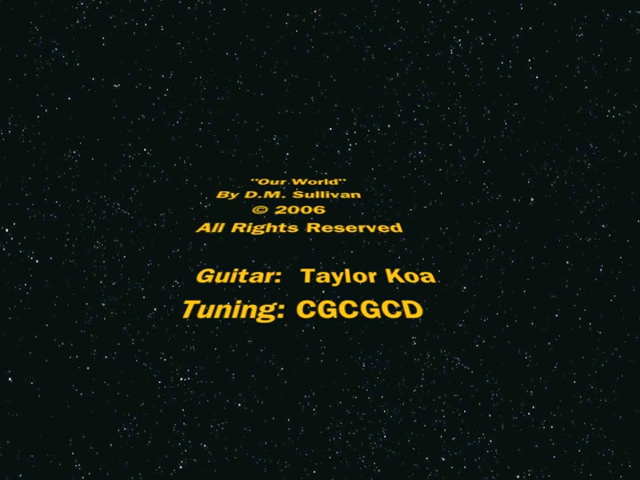 "Our World"
By D.M. Sullivan
© 2006
All Rights Reserved
Guitar: Taylor Koa
Tuning: CGCGCD